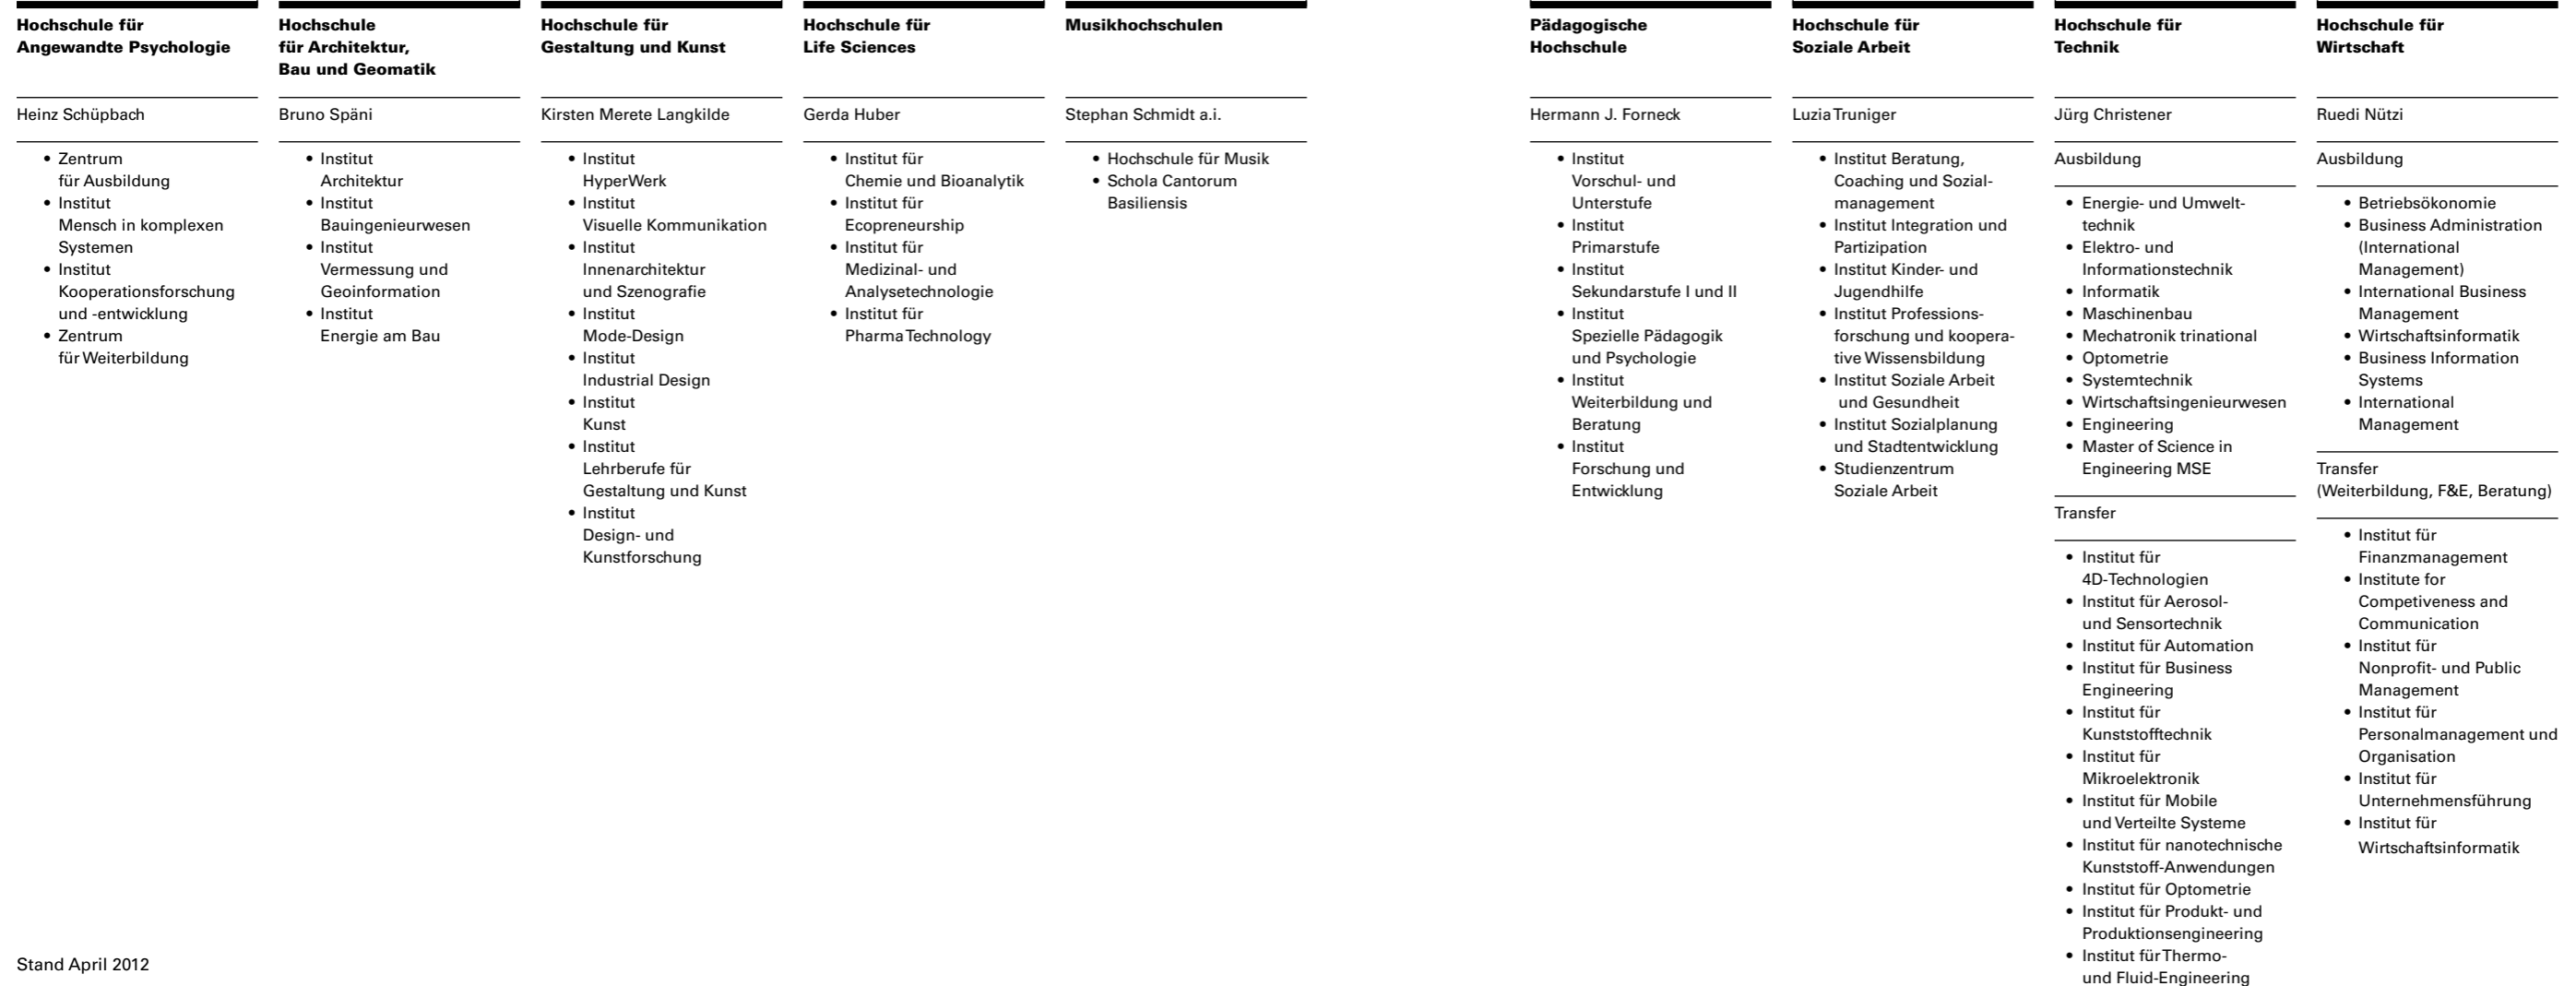 Hochschule für
Angewandte Psychologie
Heinz Schüpbach
• Zentrum
für Ausbildung
• Institut
Mensch in komplexen
Systemen
• Institut
Kooperationsforschung
und -entwicklung
• Zentrum
für Weiterbildung
Hochschule
für Architektur,
Bau und Geomatik
Bruno Späni
• Institut
Architektur
• Institut
Bauingenieurwesen
• Institut
Vermessung und
Geoinformation
• Institut
Energie am Bau
Hochschule für
Gestaltung und Kunst
Kirsten Merete Langkilde
• Institut
HyperWerk
• Institut
Visuelle Kommunikation
• Institut
Innenarchitektur
und Szenografie
• Institut
Mode-Design
• Institut
Industrial Design
• Institut
Kunst
• Institut
Lehrberufe für
Gestaltung und Kunst
• Institut
Design- und
Kunstforschung
Hochschule für
Life Sciences
Gerda Huber
• Institut für
Chemie und Bioanalytik
• Institut für
Ecopreneurship
• Institut für
Medizinal- und
Analysetechnologie
• Institut für
Pharma Technology
Musikhochschulen
Stephan Schmidt a.i.
• Hochschule für Musik
• Schola Cantorum
Basiliensis
Pädagogische
Hochschule
Hermann J. Forneck
• Institut
Vorschul- und
Unterstufe
• Institut
Primarstufe
• Institut
Sekundarstufe I und II
• Institut
Spezielle Pädagogik
und Psychologie
• Institut
Weiterbildung und
Beratung
• Institut
Forschung und
Entwicklung
Hochschule für
Soziale Arbeit
Luzia Truniger
• Institut Beratung,
Coaching und Sozial-
management
• Institut Integration und
Partizipation
• Institut Kinder- und
Jugendhilfe
• Institut Professions-
forschung und koopera-
tive Wissensbildung
• Institut Soziale Arbeit
und Gesundheit
• Institut Sozialplanung
und Stadtentwicklung
• Studienzentrum
Soziale Arbeit
Hochschule für
Technik
Jürg Christener
Ausbildung
• Energie- und Umwelt-
technik
• Elektro- und
Informationstechnik
• Informatik
• Maschinenbau
• Mechatronik trinational
• Optometrie
• Systemtechnik
• Wirtschaftsingenieurwesen
• Engineering
• Master of Science in
Engineering MSE
Transfer
• Institut für
4D-Technologien
• Institut für Aerosol-
und Sensortechnik
• Institut für Automation
• Institut für Business
Engineering
• Institut für
Kunststofftechnik
• Institut für
Mikroelektronik
• Institut für Mobile
und Verteilte Systeme
• Institut für nanotechnische
Kunststoff-Anwendungen
• Institut für Optometrie
• Institut für Produkt- und
Produktionsengineering
• Institut für Thermo-
und Fluid-Engineering
Hochschule für
Wirtschaft
Ruedi Nützi
Ausbildung
• Betriebsökonomie
• Business Administration
(International
Management)
• International Business
Management
• Wirtschaftsinformatik
• Business Information
Systems
• International
Management
Transfer
(Weiterbildung, F&E, Beratung)
• Institut für
Finanzmanagement
• Institute for
Competiveness and
Communication
• Institut für
Nonprofit- und Public
Management
• Institut für
Personalmanagement und
Organisation
• Institut für
Unternehmensführung
• Institut für
Wirtschaftsinformatik
Stand April 2012